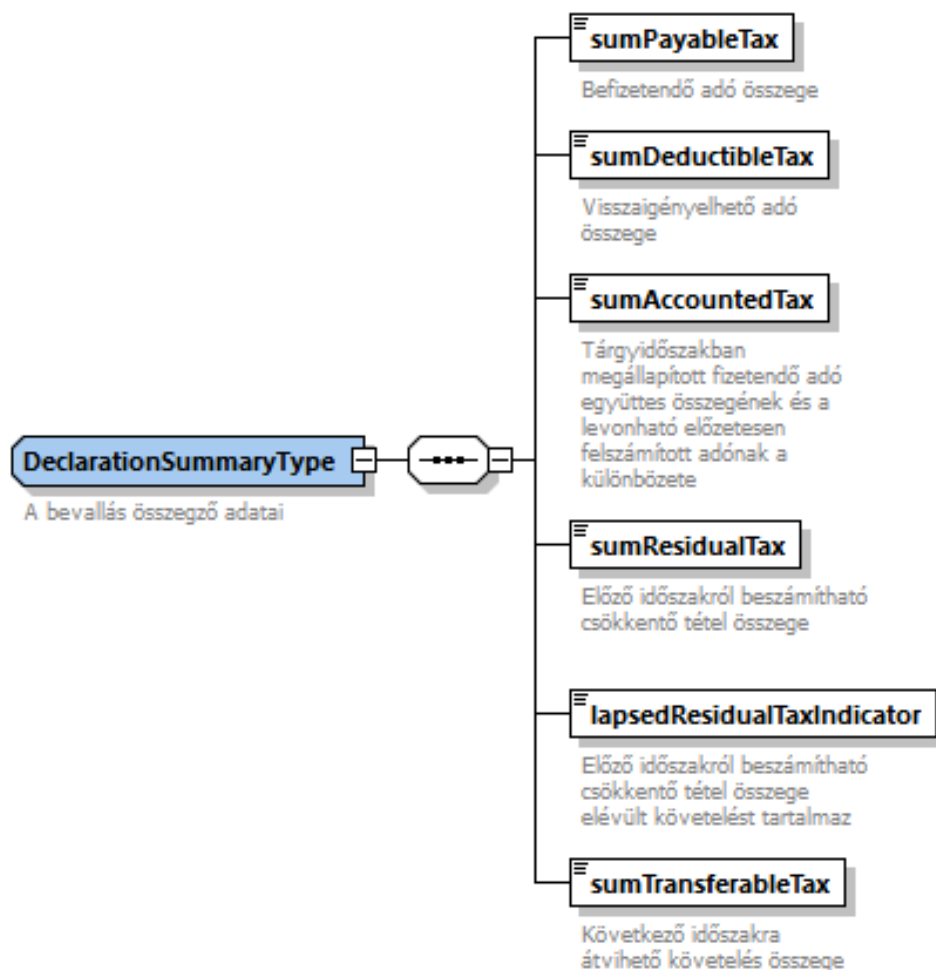 sumPayableTax
Befizetendő adó összege
sumDeductibleTax
Visszaigényelhető adó
összege
sumAccountedTax
Tárgyidőszakban
megállapított fizetendő adó
együttes összegének és a
levonható előzetesen
felszámított adónak a
különbözete
DeclarationSummaryType
A bevallás összegző adatai
sumResidualTax
Előző időszakról beszámítható
csökkentő tétel összege
lapsedResidualTaxIndicator
Előző időszakról beszámítható
csökkentő tétel összege
elévült követelést tartalmaz
sumTransferableTax
Következő időszakra
átvihető követelés összege